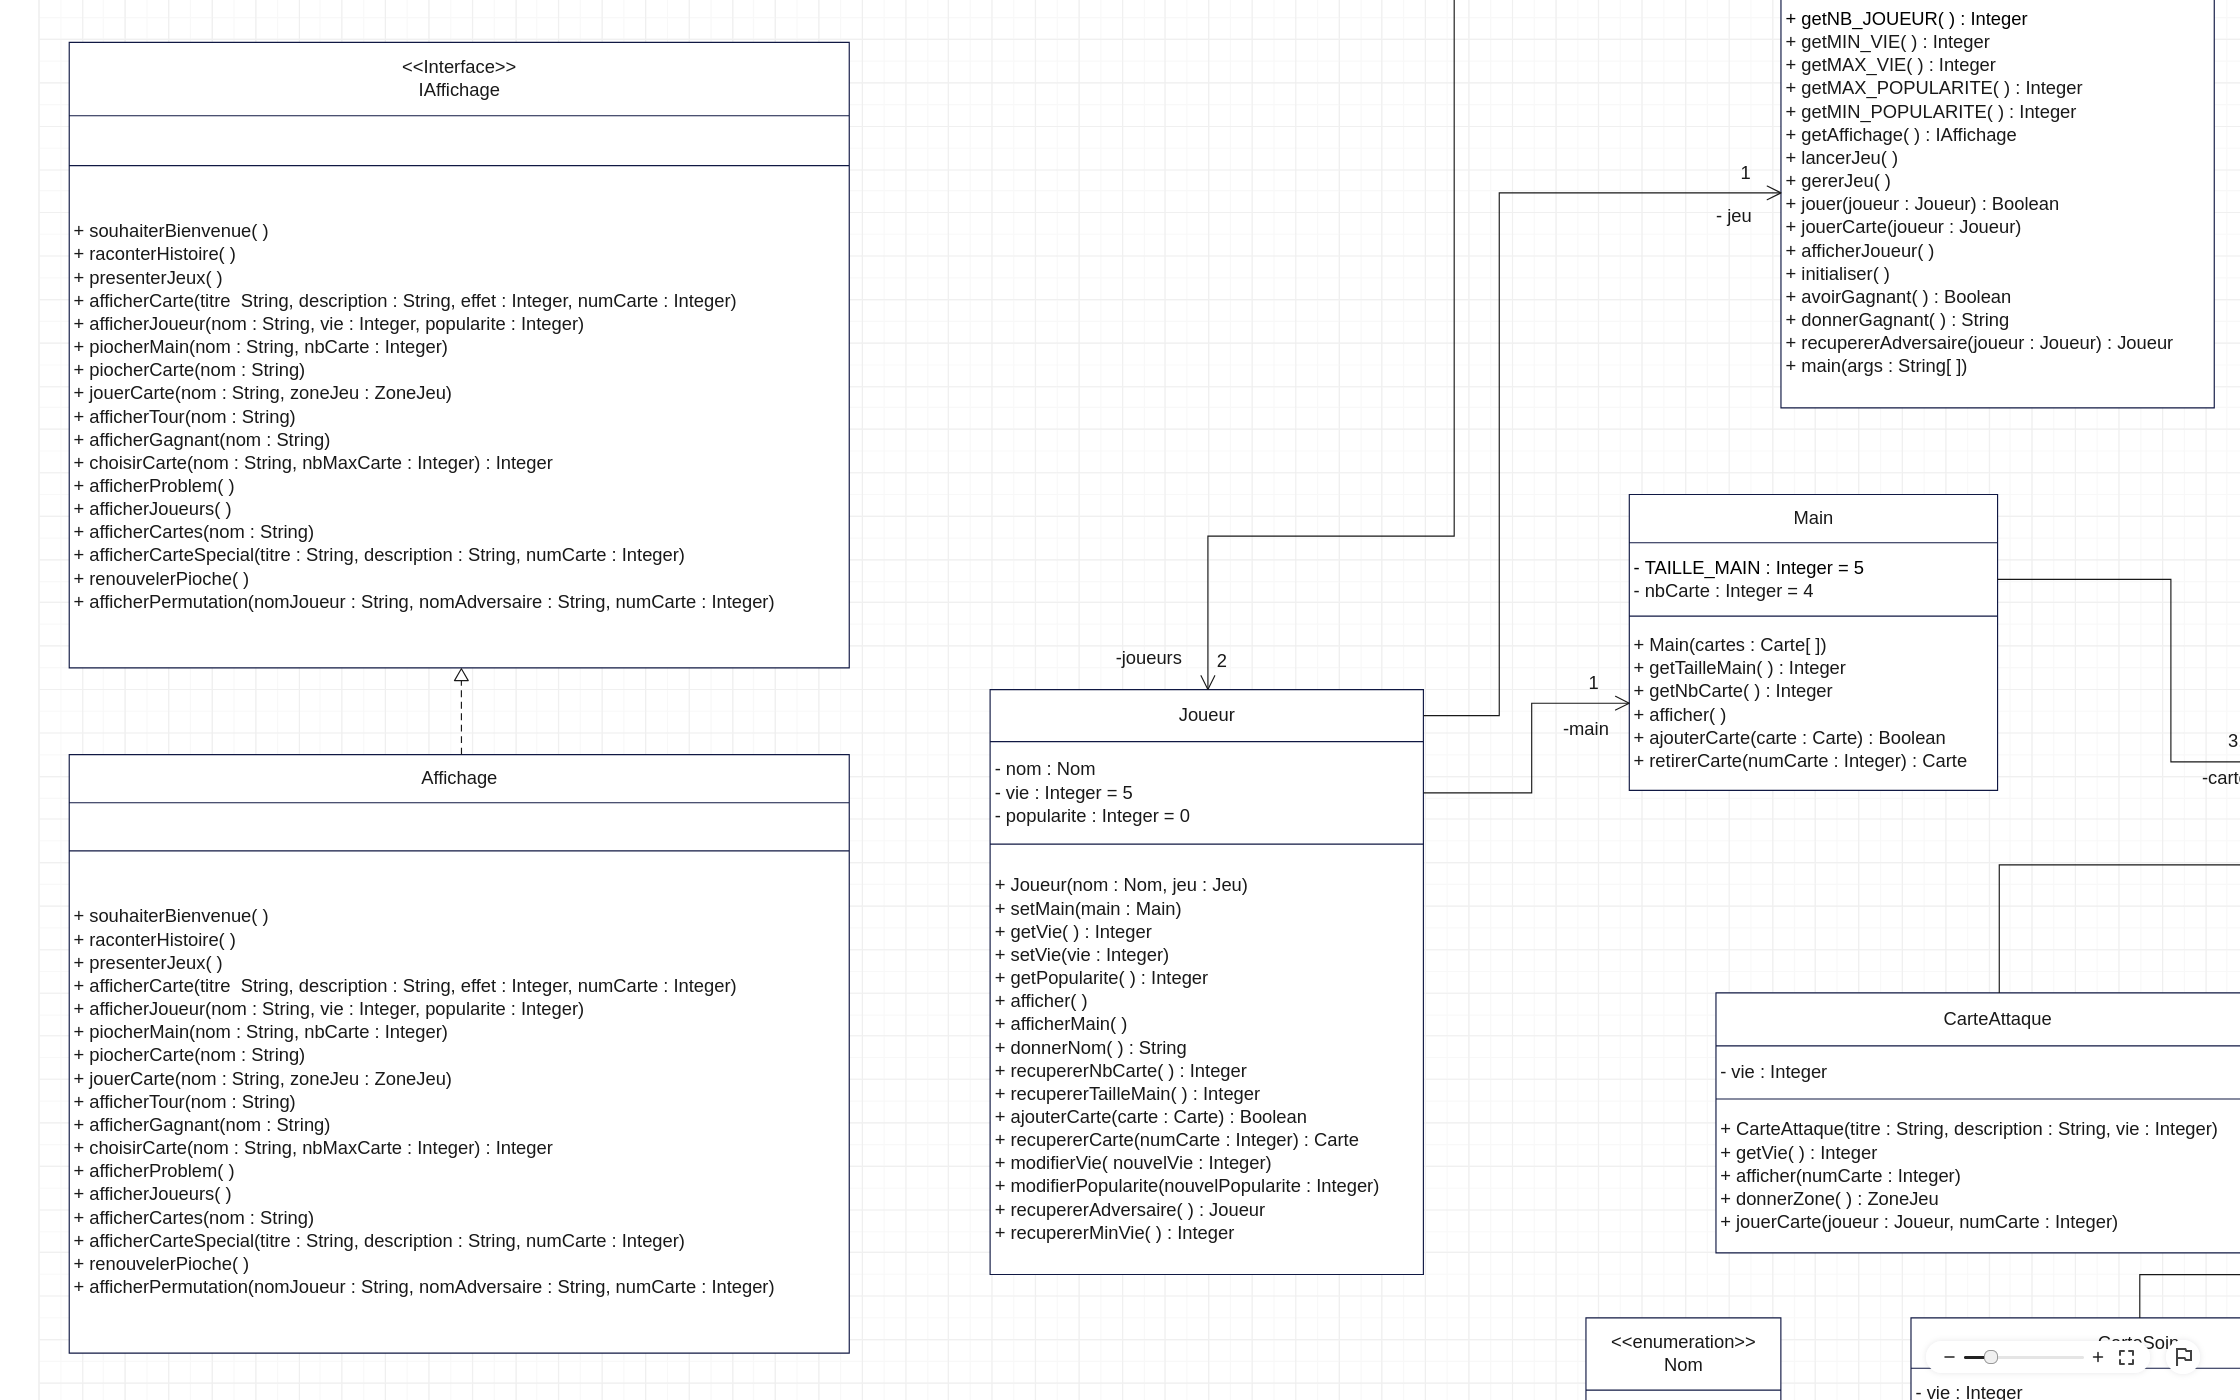 <<Interface>>
IAffichage
+ souhaiterBienvenue( )
+ raconterHistoire( )
+ presenterJeux( )
+ afficherCarte(titre  String, description : String, effet : Integer, numCarte : Integer)
+ afficherJoueur(nom : String, vie : Integer, popularite : Integer)
+ piocherMain(nom : String, nbCarte : Integer)
+ piocherCarte(nom : String)
+ jouerCarte(nom : String, zoneJeu : ZoneJeu)
+ afficherTour(nom : String)
+ afficherGagnant(nom : String)
+ choisirCarte(nom : String, nbMaxCarte : Integer) : Integer
+ afficherProblem( )
+ afficherJoueurs( )
+ afficherCartes(nom : String)
+ afficherCarteSpecial(titre : String, description : String, numCarte : Integer)
+ renouvelerPioche( )
+ afficherPermutation(nomJoueur : String, nomAdversaire : String, numCarte : Integer)
Affichage
+ souhaiterBienvenue( )
+ raconterHistoire( )
+ presenterJeux( )
+ afficherCarte(titre  String, description : String, effet : Integer, numCarte : Integer)
+ afficherJoueur(nom : String, vie : Integer, popularite : Integer)
+ piocherMain(nom : String, nbCarte : Integer)
+ piocherCarte(nom : String)
+ jouerCarte(nom : String, zoneJeu : ZoneJeu)
+ afficherTour(nom : String)
+ afficherGagnant(nom : String)
+ choisirCarte(nom : String, nbMaxCarte : Integer) : Integer
+ afficherProblem( )
+ afficherJoueurs( )
+ afficherCartes(nom : String)
+ afficherCarteSpecial(titre : String, description : String, numCarte : Integer)
+ renouvelerPioche( )
+ afficherPermutation(nomJoueur : String, nomAdversaire : String, numCarte : Integer)
-joueurs
2
Joueur
- nom : Nom
- vie : Integer = 5
- popularite : Integer = 0
+ Joueur(nom : Nom, jeu : Jeu)
+ setMain(main : Main)
+ getVie( ) : Integer
+ setVie(vie : Integer)
+ getPopularite( ) : Integer
+ afficher( )
+ afficherMain( )
+ donnerNom( ) : String
+ recupererNbCarte( ) : Integer
+ recupererTailleMain( ) : Integer
+ ajouterCarte(carte : Carte) : Boolean
+ recupererCarte(numCarte : Integer) : Carte
+ modifierVie( nouvelVie : Integer)
+ modifierPopularite(nouvelPopularite : Integer)
+ recupererAdversaire( ) : Joueur
+ recupererMinVie( ) : Integer
+ getNB_JOUEUR( ) : Integer
+ getMIN_VIE( ) : Integer
+ getMAX_VIE( ) : Integer
+ getMAX_POPULARITE( ) : Integer
+ getMIN_POPULARITE( ) : Integer
+ getAffichage( ) : IAffichage
+ lancerJeu( )
+ gererJeu( )
+ jouer(joueur : Joueur) : Boolean
+ jouerCarte(joueur : Joueur)
+ afficherJoueur( )
+ initialiser( )
+ avoirGagnant( ) : Boolean
+ donnerGagnant( ) : String
+ recupererAdversaire(joueur : Joueur) : Joueur
+ main(args : String[ ])
1
- jeu
Main
- TAILLE_MAIN : Integer = 5
- nbCarte : Integer = 4
+ Main(cartes : Carte[ ])
+ getTailleMain( ) : Integer
+ getNbCarte( ) : Integer
+ afficher( )
+ ajouterCarte(carte : Carte) : Boolean
+ retirerCarte(numCarte : Integer) : Carte
1
-main
3
CarteAttaque
- vie : Integer
+ CarteAttaque(titre : String, description : String, vie : Integer)
+ getVie( ) : Integer
+ afficher(numCarte : Integer)
+ donnerZone( ) : ZoneJeu
+ jouerCarte(joueur : Joueur, numCarte : Integer)
<<enumeration>>
Nom
CarteSoin
- vie : Integer